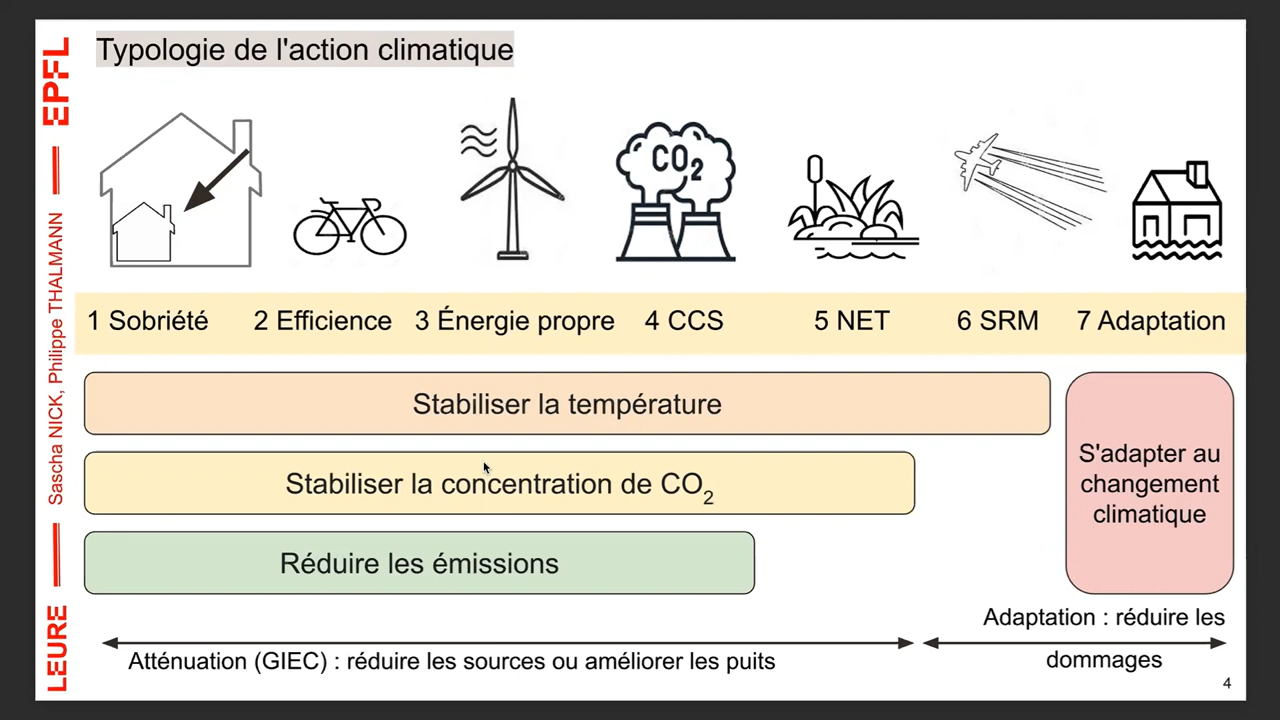 Typologie de l'action climatique
EPFL
Sascha NICK, Philippe THALMANN
LEURE
CO2
1 Sobriété
2 Efficience
3 Énergie propre
4 CCS
5 NET
6 SRM
7 Adaptation
Stabiliser la température
Stabiliser la concentration de CO2
Réduire les émissions
S'adapter au
changement
climatique
Atténuation (GIEC) : réduire les sources ou améliorer les puits
Adaptation : réduire les
dommages
4